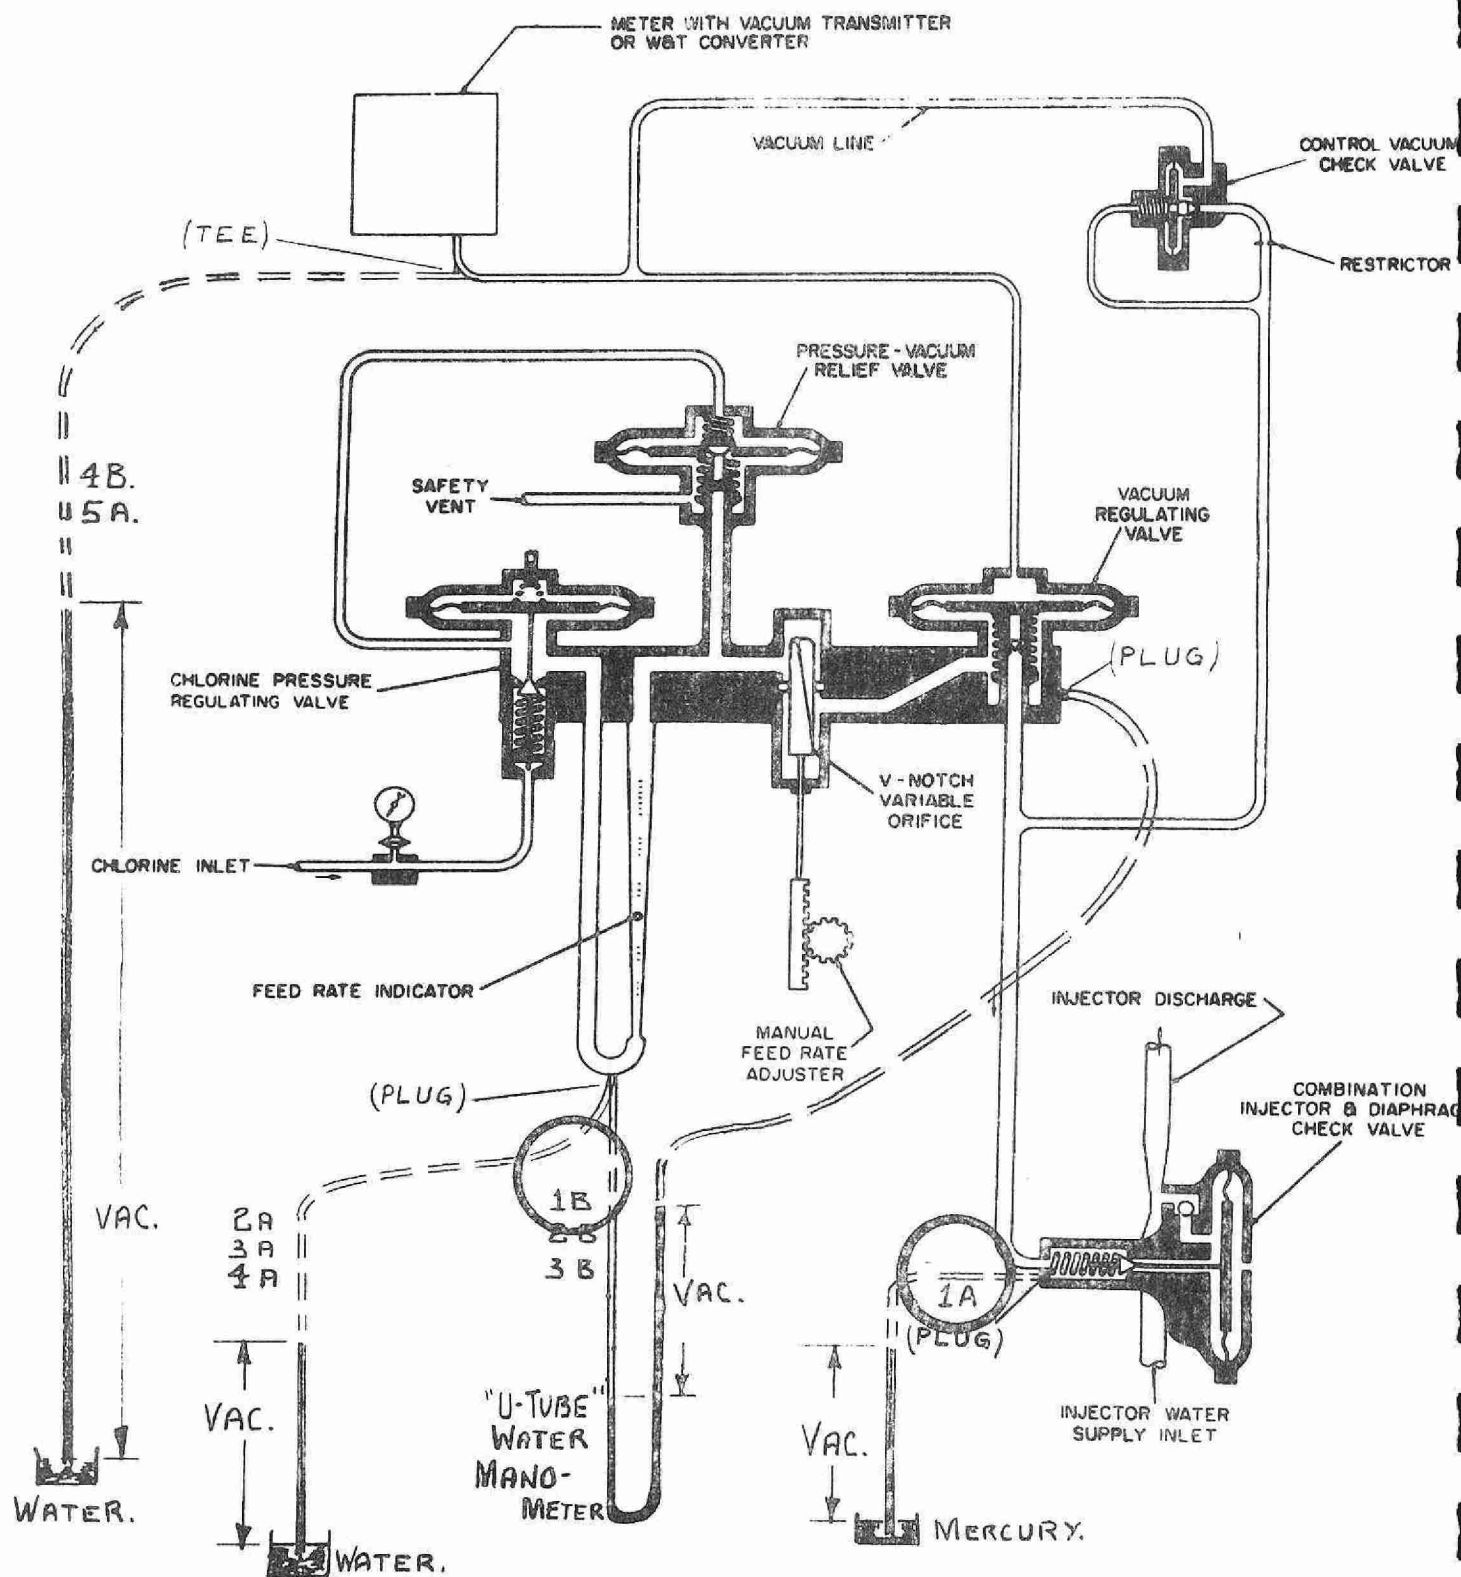 METER WITH VACUUM TRANSMITTER
OR W&T CONVERTER
VACUUM LINE
CONTROL VACUUM
CHECK VALVE
(TEE)
RESTRICTOR
PRESSURE-VACUUM
RELIEF VALVE
4B.
5A.
SAFETY
VENT
VACUUM
REGULATING
VALVE
(PLUG)
CHLORINE PRESSURE
REGULATING VALVE
V-NOTCH
VARIABLE
ORIFICE
CHLORINE INLET
FEED RATE INDICATOR
INJECTOR DISCHARGE
MANUAL
FEED RATE
ADJUSTER
(PLUG)
COMBINATION
INJECTOR & DIAPHRAG
CHECK VALVE
VAC.
2A
3A
4A
1B
2B
3B
VAC.
1A
(PLUG)
VAC.
"U-TUBE"
WATER
MANO-
METER
VAC.
INJECTOR WATER
SUPPLY INLET
WATER.
WATER.
MERCURY.